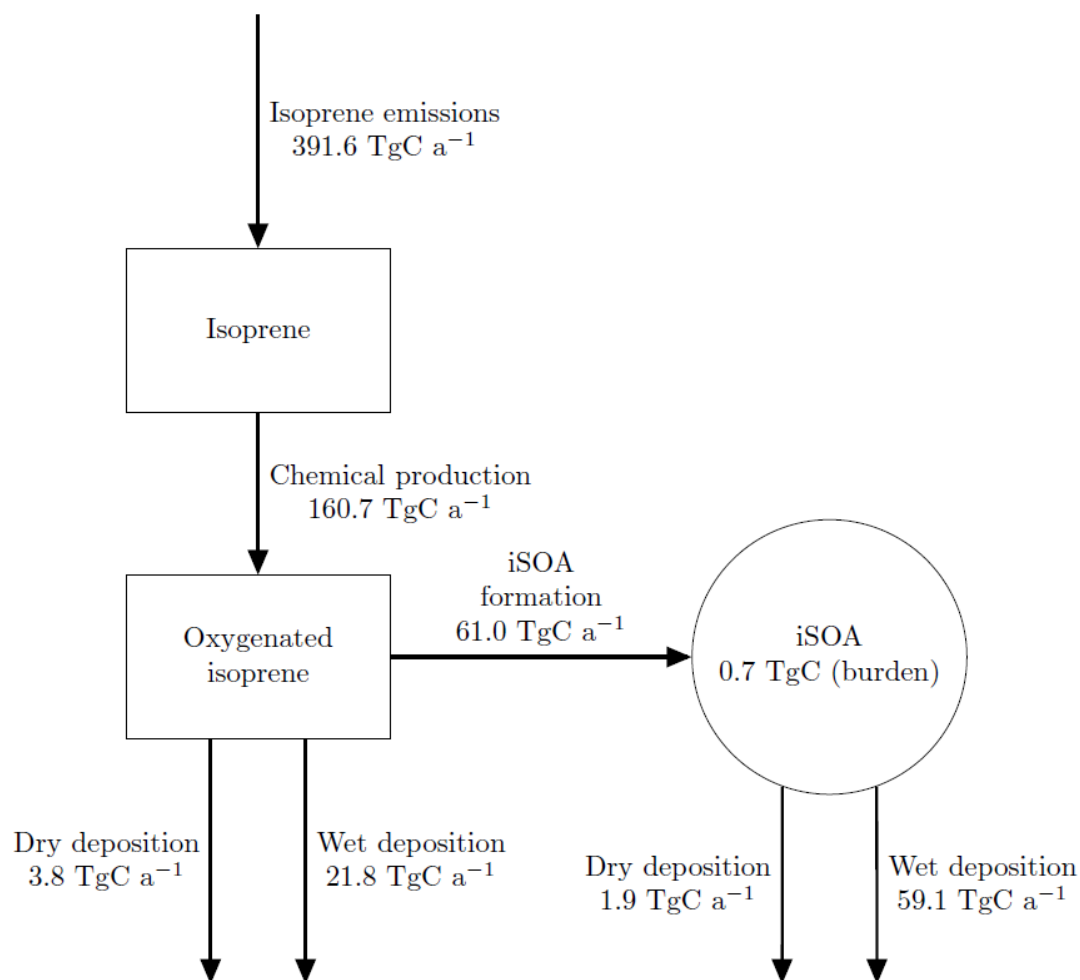 Isoprene emissions
391.6 TgC a⁻¹
Isoprene
Chemical production
160.7 TgC a⁻¹
iSOA
formation
61.0 TgC a⁻¹
Oxygenated
isoprene
iSOA
0.7 TgC (burden)
Dry deposition
3.8 TgC a⁻¹
Wet deposition
21.8 TgC a⁻¹
Dry deposition
1.9 TgC a⁻¹
Wet deposition
59.1 TgC a⁻¹